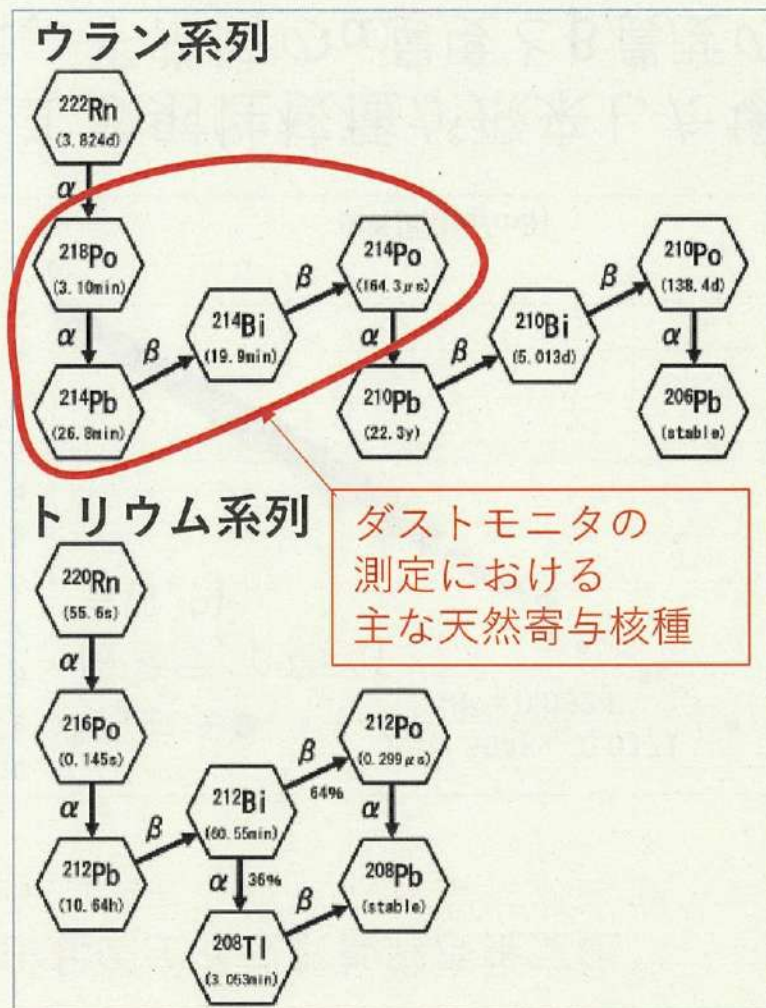 ウラン系列
²²²Rn
(3.824d)
α
²¹⁸Po
(3.10min)
α
²¹⁴Pb
(26.8min)
β
²¹⁴Bi
(19.9min)
β
²¹⁴Po
(164.3μs)
α
²¹⁰Pb
(22.3y)
β
²¹⁰Bi
(5.013d)
β
²¹⁰Po
(138.4d)
α
²⁰⁶Pb
(stable)
ダストモニタの
測定における
主な天然寄与核種
トリウム系列
²²⁰Rn
(55.6s)
α
²¹⁶Po
(0.145s)
α
²¹²Pb
(10.64h)
β
²¹²Bi
(60.55min)
β
64%
²¹²Po
(0.299μs)
α
²⁰⁸Pb
(stable)
α 36%
²⁰⁸Tl
(3.053min)
β